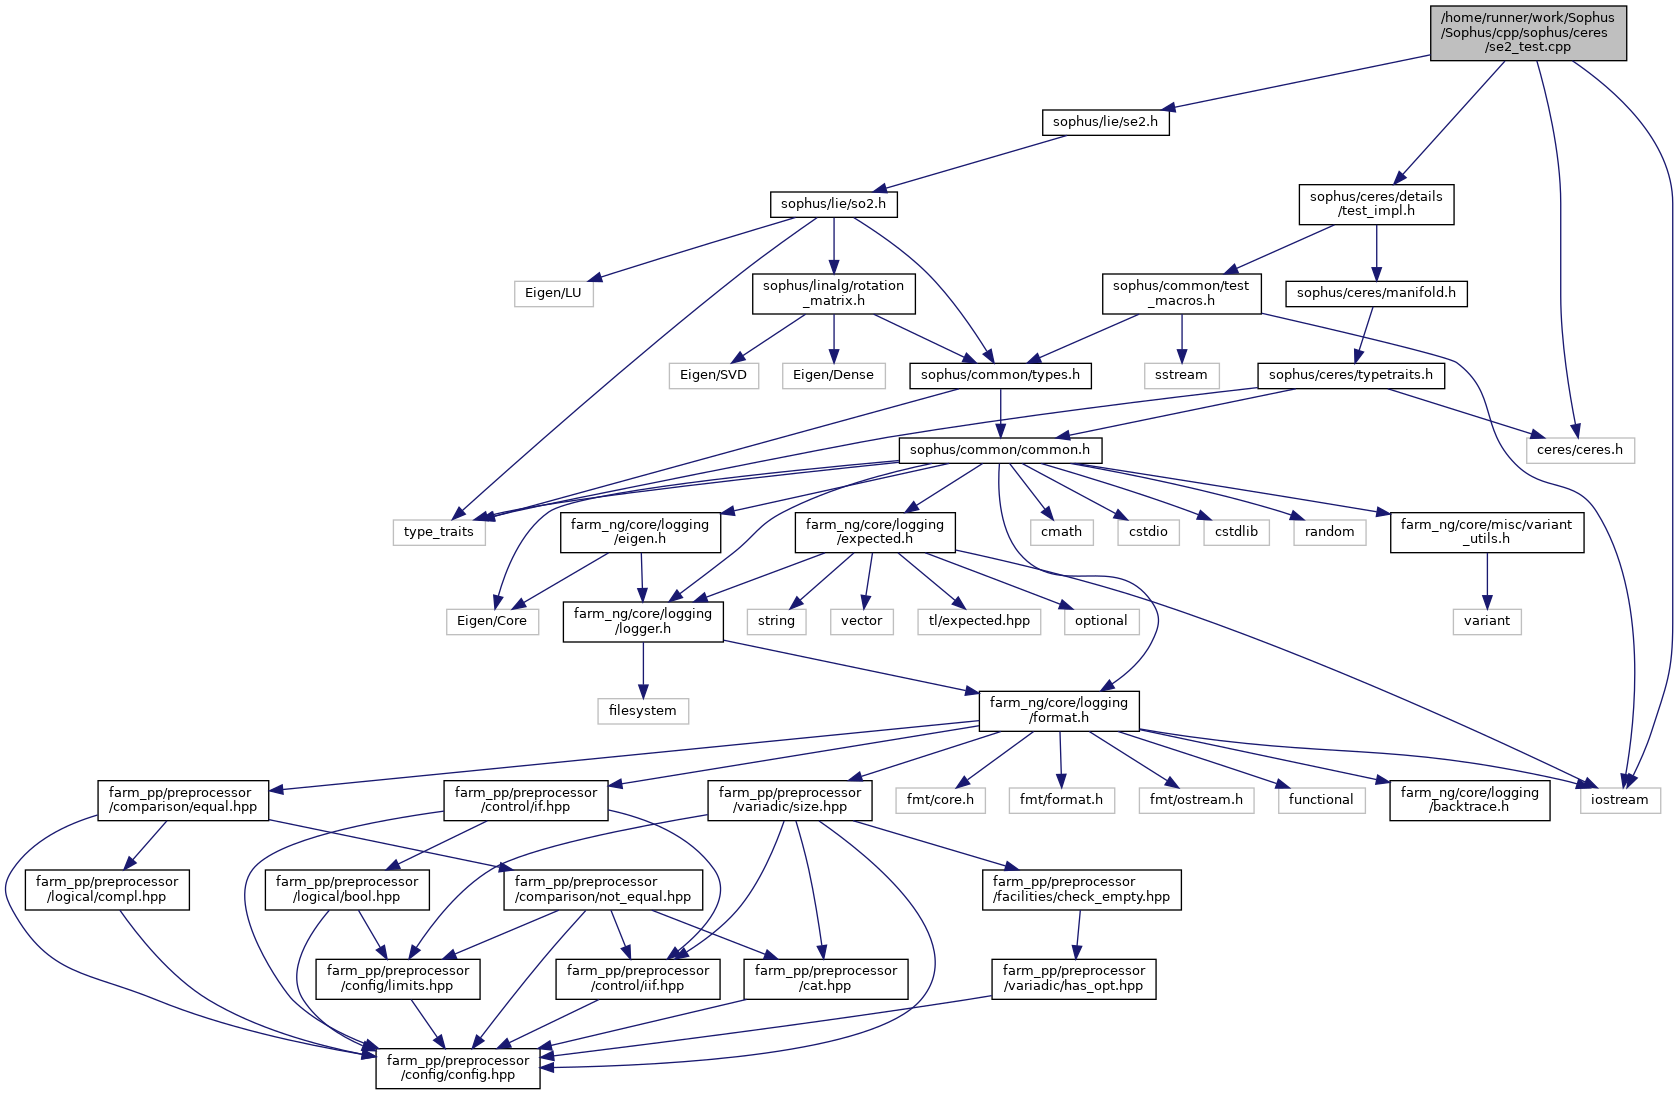 /home/runner/work/Sophus
/Sophus/cpp/sophus/ceres
/se2_test.cpp
sophus/lie/se2.h
sophus/lie/so2.h
sophus/ceres/details
/test_impl.h
Eigen/LU
sophus/linalg/rotation
_matrix.h
sophus/common/test
_macros.h
sophus/ceres/manifold.h
Eigen/SVD
Eigen/Dense
sophus/common/types.h
sstream
sophus/ceres/typetraits.h
sophus/common/common.h
ceres/ceres.h
type_traits
farm_ng/core/logging
/eigen.h
farm_ng/core/logging
/expected.h
cmath
cstdio
cstdlib
random
farm_ng/core/misc/variant
_utils.h
Eigen/Core
farm_ng/core/logging
/logger.h
string
vector
tl/expected.hpp
optional
variant
filesystem
farm_ng/core/logging
/format.h
farm_pp/preprocessor
/comparison/equal.hpp
farm_pp/preprocessor
/control/if.hpp
farm_pp/preprocessor
/variadic/size.hpp
fmt/core.h
fmt/format.h
fmt/ostream.h
functional
farm_ng/core/logging
/backtrace.h
iostream
farm_pp/preprocessor
/logical/compl.hpp
farm_pp/preprocessor
/logical/bool.hpp
farm_pp/preprocessor
/comparison/not_equal.hpp
farm_pp/preprocessor
/facilities/check_empty.hpp
farm_pp/preprocessor
/config/limits.hpp
farm_pp/preprocessor
/control/iif.hpp
farm_pp/preprocessor
/cat.hpp
farm_pp/preprocessor
/variadic/has_opt.hpp
farm_pp/preprocessor
/config/config.hpp